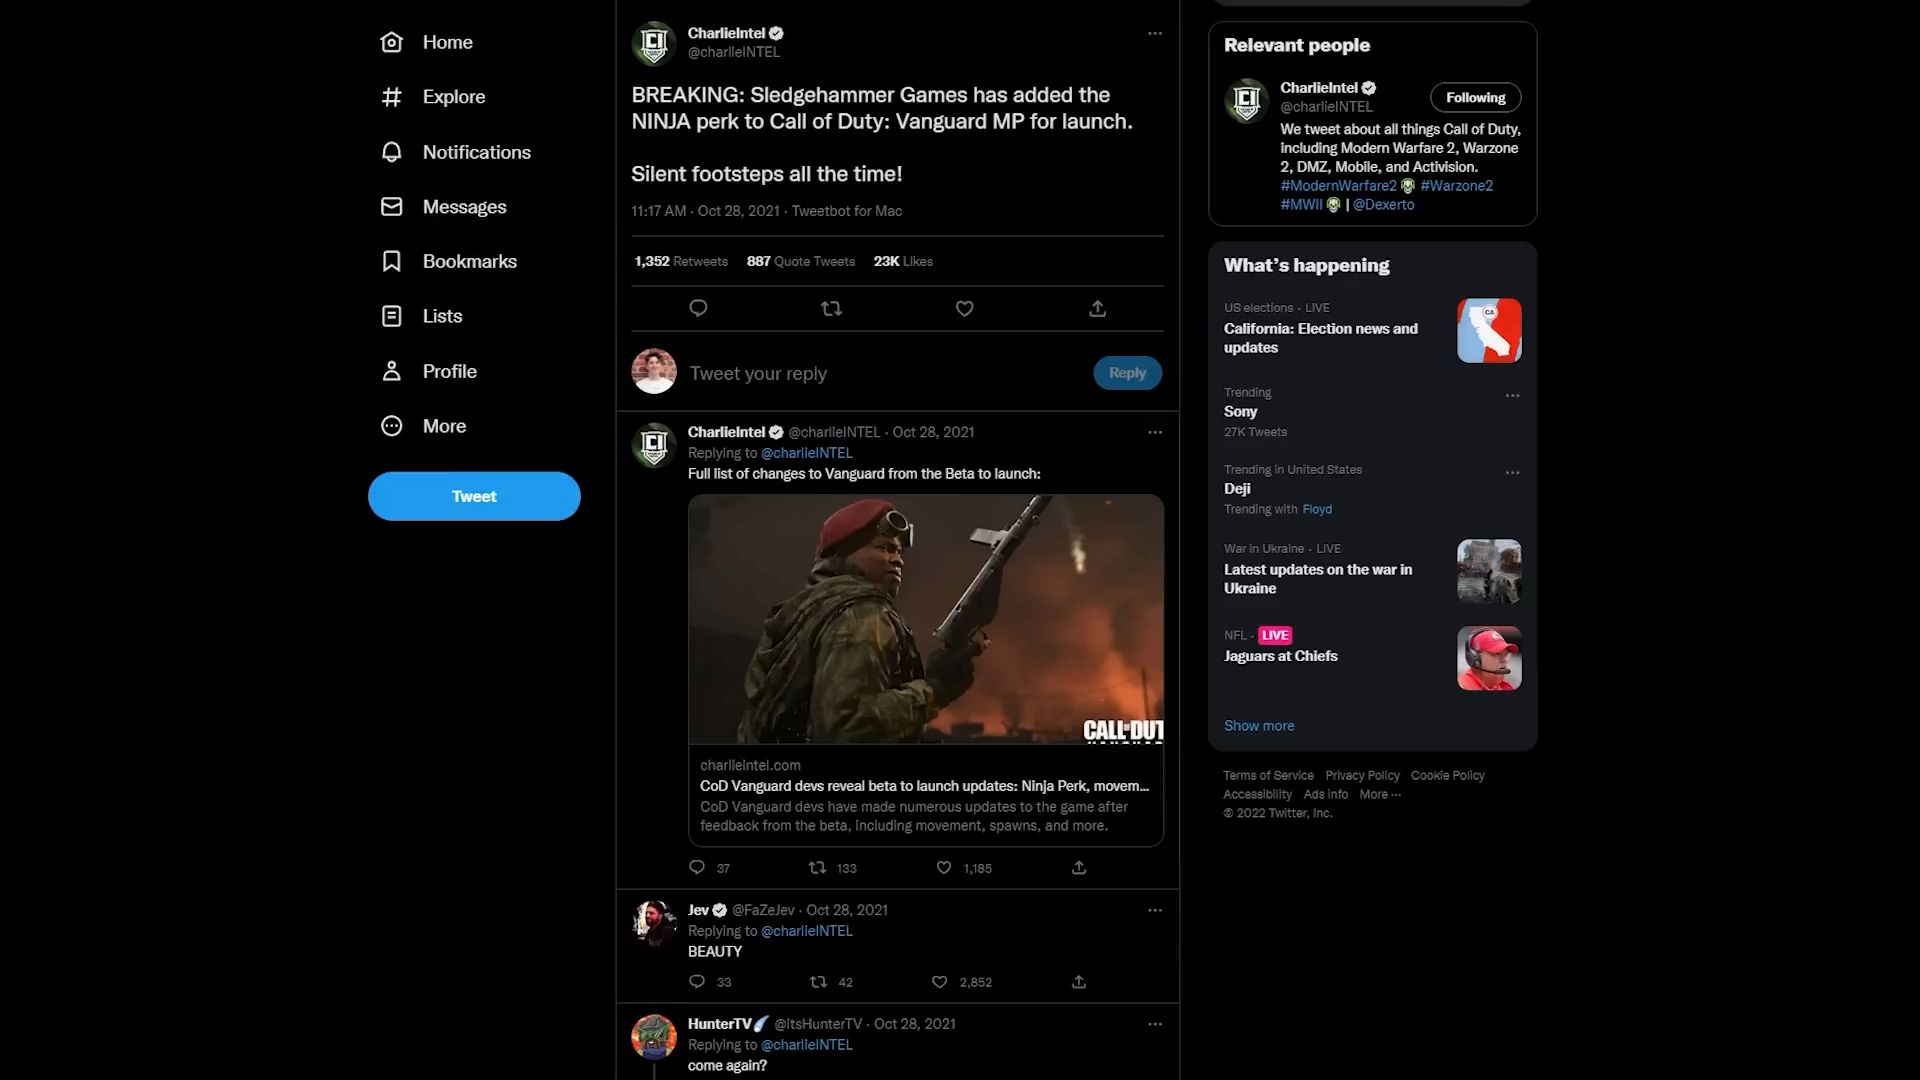 Home
Explore
Notifications
Messages
Bookmarks
Lists
Profile
More
Tweet
CharlieIntel
@charlieINTEL
BREAKING: Sledgehammer Games has added the
NINJA perk to Call of Duty: Vanguard MP for launch.
Silent footsteps all the time!
11:17 AM · Oct 28, 2021 · Tweetbot for Mac
1,352 Retweets 887 Quote Tweets 23K Likes
Tweet your reply
Reply
CharlieIntel @charlieINTEL · Oct 28, 2021
Replying to @charlieINTEL
Full list of changes to Vanguard from the Beta to launch:
CALL OF DUT
VANGUARD
charlieintel.com
CoD Vanguard devs reveal beta to launch updates: Ninja Perk, movem...
CoD Vanguard devs have made numerous updates to the game after
feedback from the beta, including movement, spawns, and more.
37 133 1,185
Jev @FaZeJev · Oct 28, 2021
Replying to @charlieINTEL
BEAUTY
33 42 2,852
HunterTV @ItsHunterTV · Oct 28, 2021
Replying to @charlieINTEL
come again?
Relevant people
CharlieIntel
@charlieINTEL
Following
We tweet about all things Call of Duty,
including Modern Warfare 2, Warzone
2, DMZ, Mobile, and Activision.
#ModernWarfare2 #Warzone2
#MWII | @Dexerto
What's happening
US elections · LIVE
California: Election news and
updates
CA
Trending
Sony
27K Tweets
Trending in United States
Deji
Trending with Floyd
War in Ukraine · LIVE
Latest updates on the war in
Ukraine
NFL · LIVE
Jaguars at Chiefs
Show more
Terms of Service Privacy Policy Cookie Policy
Accessibility Ads info More ...
© 2022 Twitter, Inc.